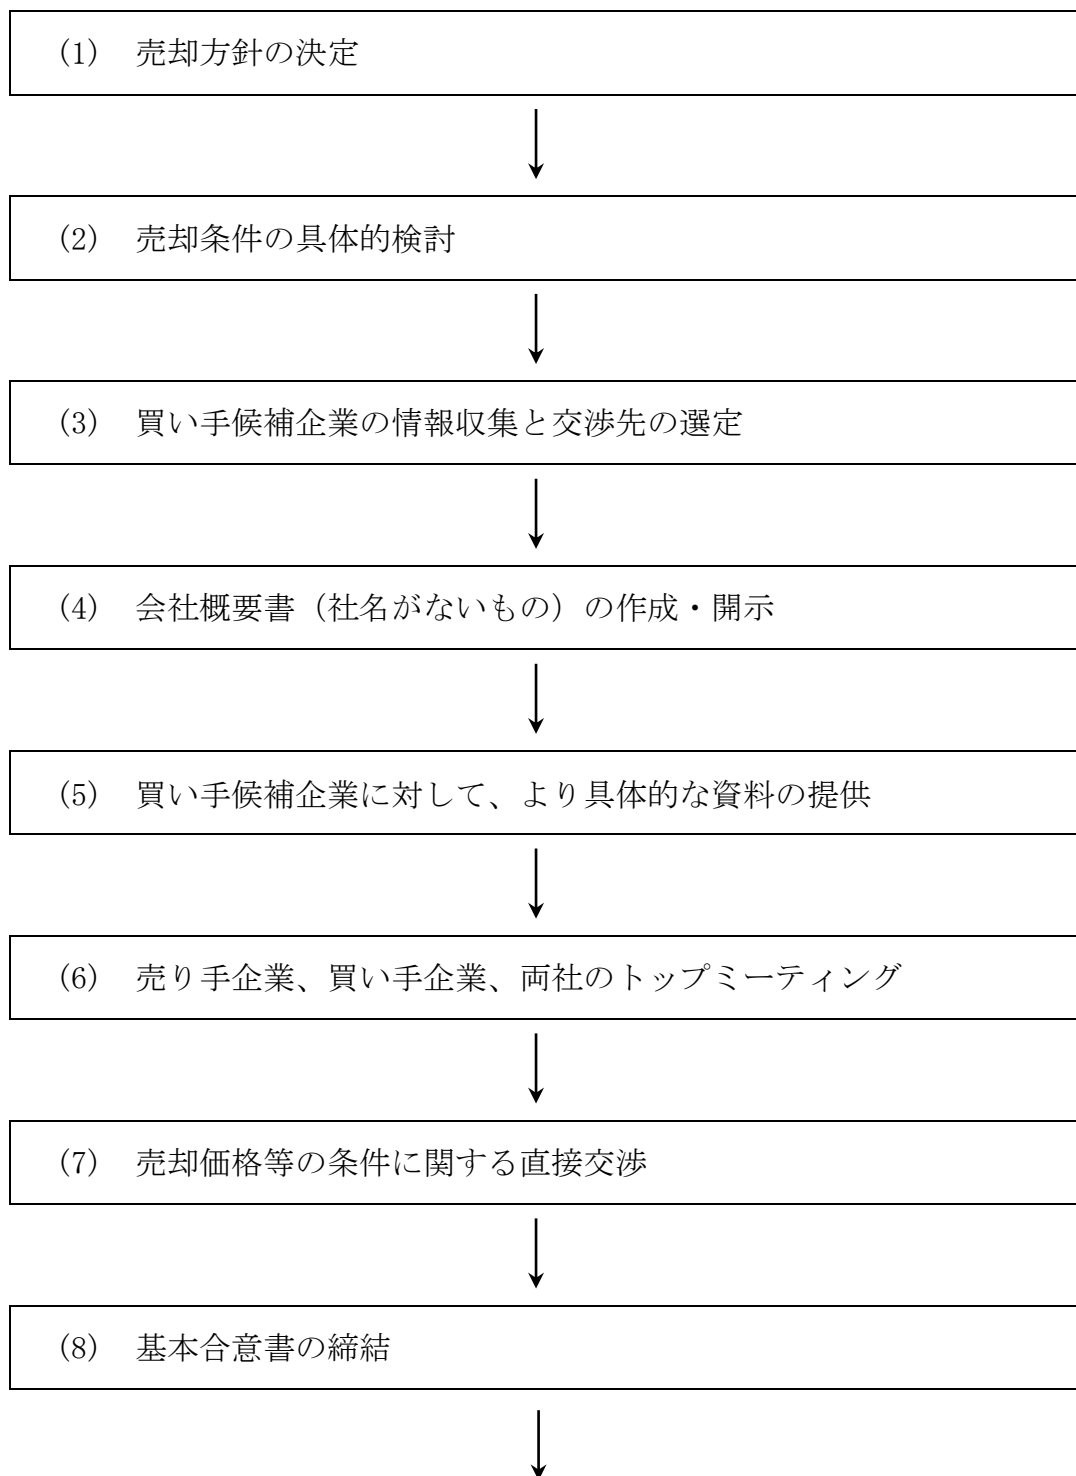 (1) 売却方針の決定
(2) 売却条件の具体的検討
(3) 買い手候補企業の情報収集と交渉先の選定
(4) 会社概要書（社名がないもの）の作成・開示
(5) 買い手候補企業に対して、より具体的な資料の提供
(6) 売り手企業、買い手企業、両社のトップミーティング
(7) 売却価格等の条件に関する直接交渉
(8) 基本合意書の締結